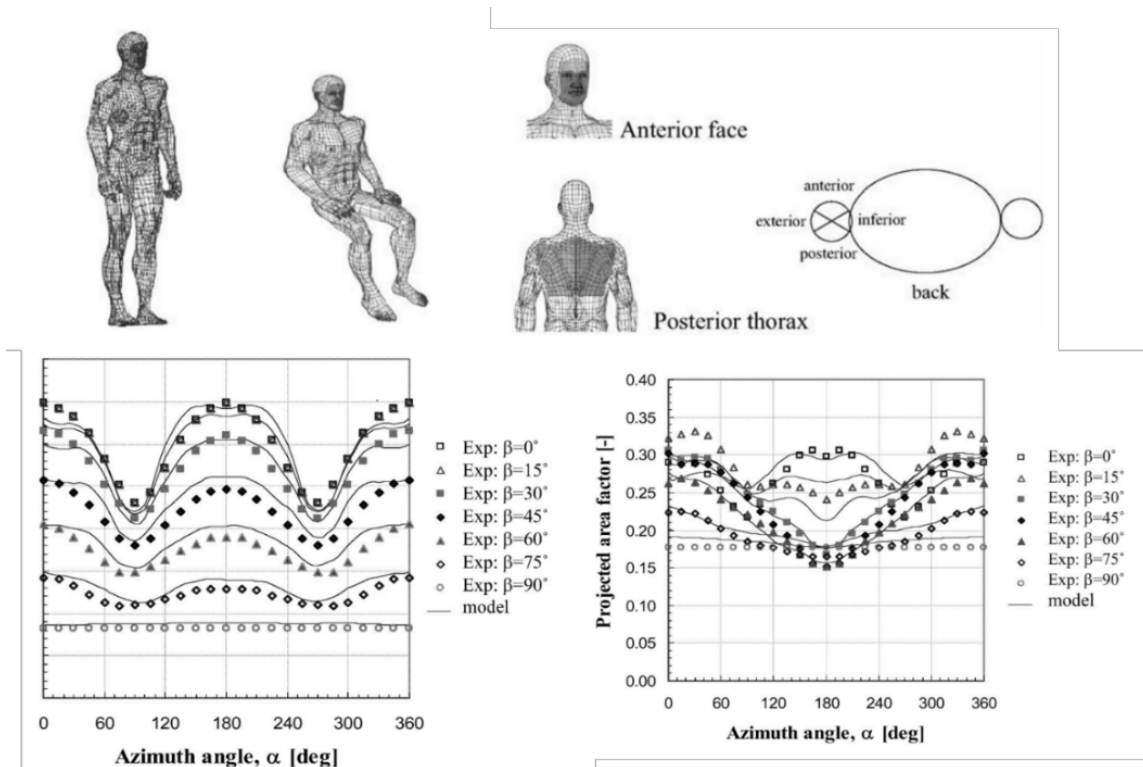 Anterior face
Posterior thorax
anterior
exterior
inferior
posterior
back
Exp: β=0˚
Exp: β=15˚
Exp: β=30˚
Exp: β=45˚
Exp: β=60˚
Exp: β=75˚
Exp: β=90˚
model
0
60
120
180
240
300
360
Azimuth angle, α [deg]
Projected area factor [-]
0.40
0.35
0.30
0.25
0.20
0.15
0.10
0.05
0.00
0
60
120
180
240
300
360
Azimuth angle, α [deg]
Exp: β=0˚
Exp: β=15˚
Exp: β=30˚
Exp: β=45˚
Exp: β=60˚
Exp: β=75˚
Exp: β=90˚
model